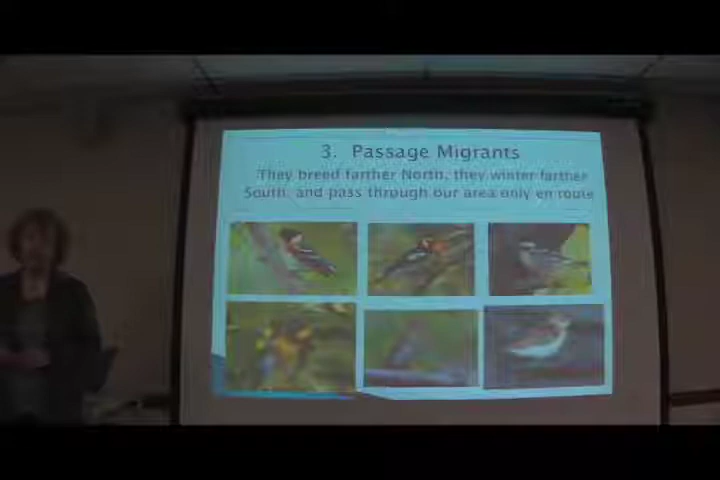 3. Passage Migrants
They breed farther North, they winter farther
South, and pass through our area only en route